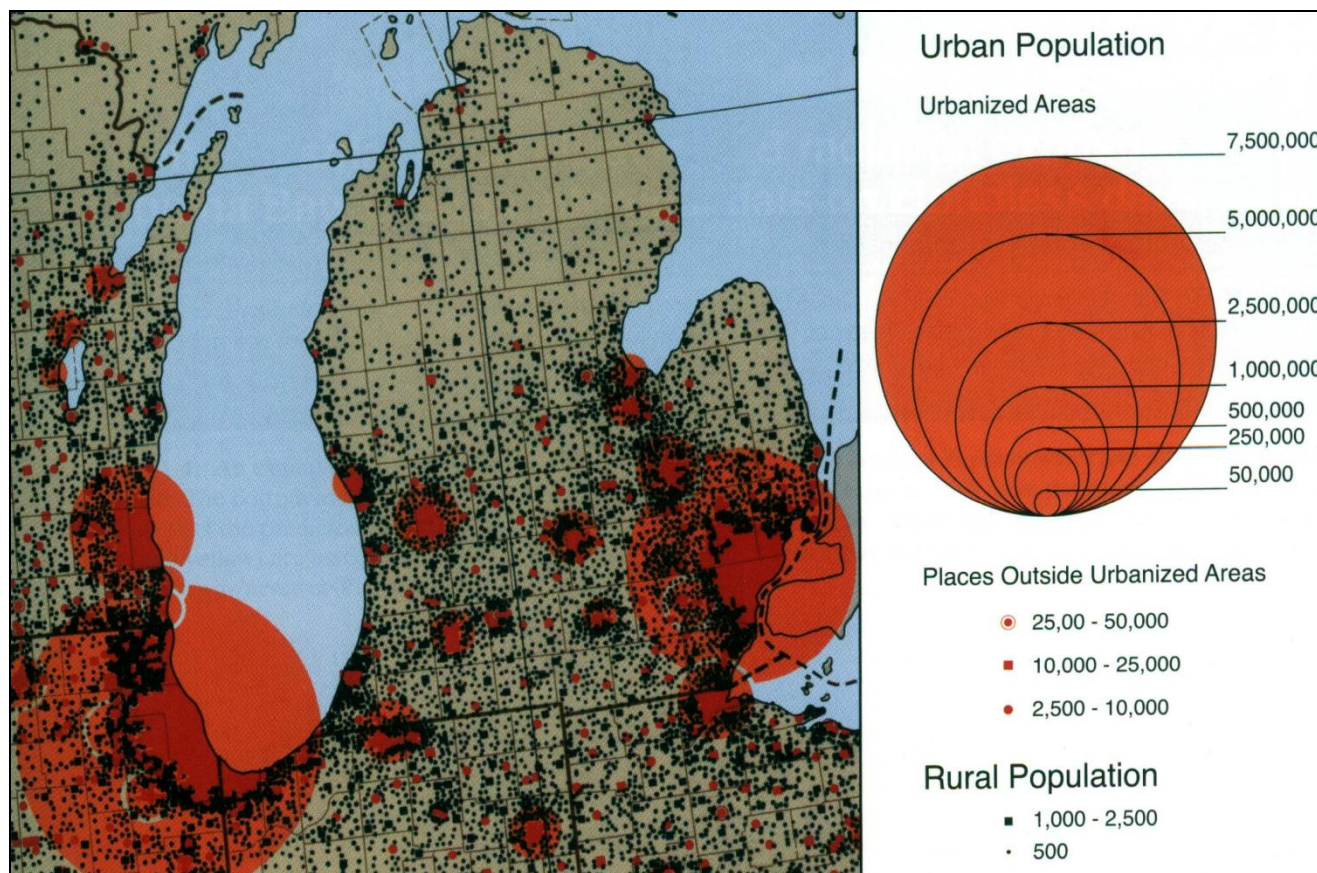 Urban Population
Urbanized Areas
7,500,000
5,000,000
2,500,000
1,000,000
500,000
250,000
50,000
Places Outside Urbanized Areas
25,00 - 50,000
10,000 - 25,000
2,500 - 10,000
Rural Population
1,000 - 2,500
500